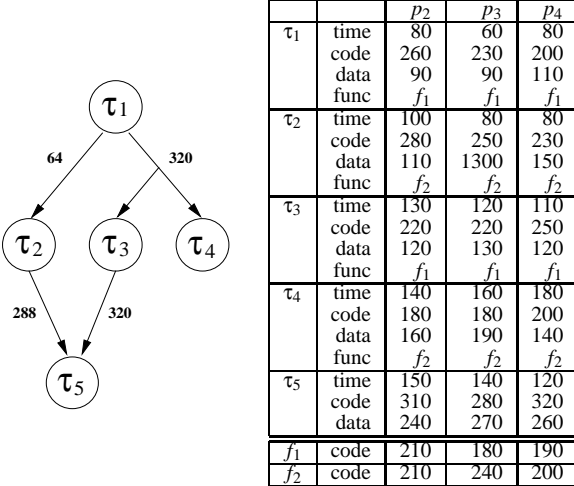 τ1
64
320
τ2
τ3
τ4
288
320
τ5
p2 p3 p4
τ1 time 80 60 80
code 260 230 200
data 90 90 110
func f1 f1 f1
τ2 time 100 80 80
code 280 250 230
data 110 1300 150
func f2 f2 f2
τ3 time 130 120 110
code 220 220 250
data 120 130 120
func f1 f1 f1
τ4 time 140 160 180
code 180 180 200
data 160 190 140
func f2 f2 f2
τ5 time 150 140 120
code 310 280 320
data 240 270 260
f1 code 210 180 190
f2 code 210 240 200